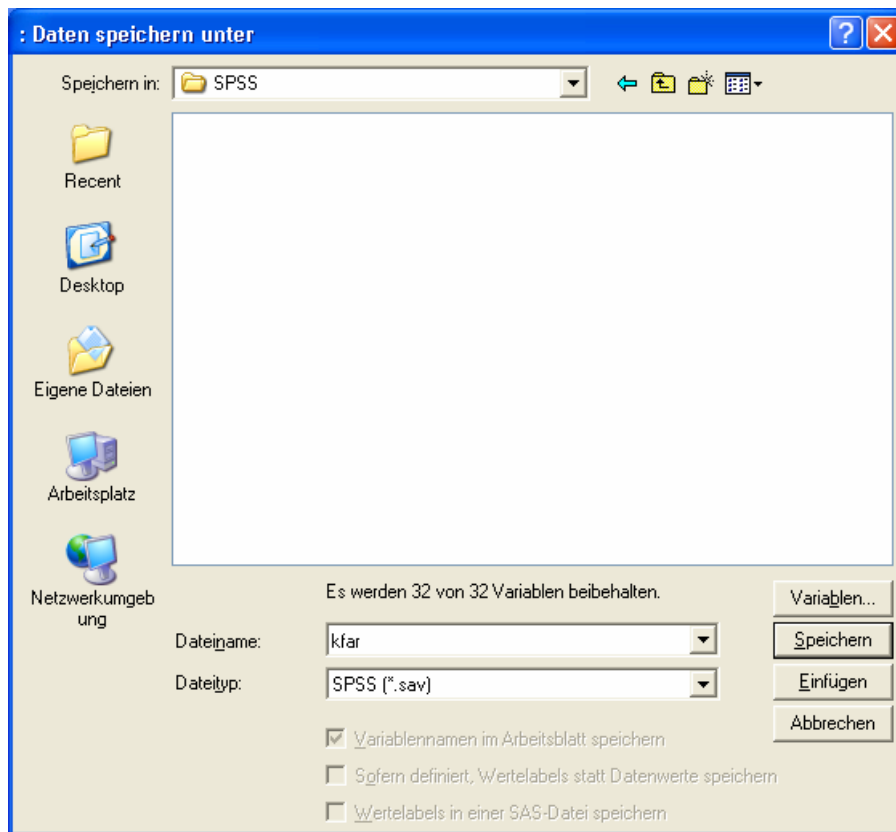 : Daten speichern unter
Speichern in:
SPSS
Recent
Desktop
Eigene Dateien
Arbeitsplatz
Netzwerkumgeb
ung
Es werden 32 von 32 Variablen beibehalten.
Variablen...
Dateiname:
kfar
Speichern
Dateityp:
SPSS (*.sav)
Einfügen
Abbrechen
Variablennamen im Arbeitsblatt speichern
Sofern definiert, Wertelabels statt Datenwerte speichern
Wertelabels in einer SAS-Datei speichern